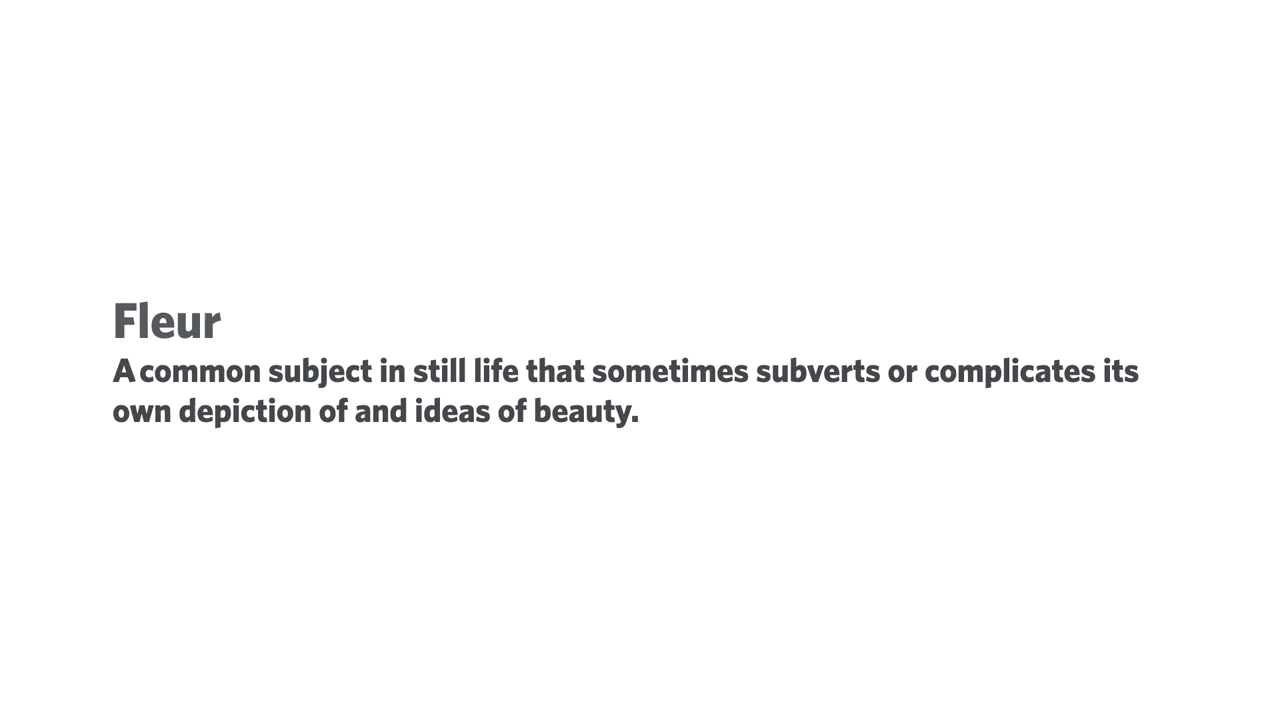 Fleur
A common subject in still life that sometimes subverts or complicates its
own depiction of and ideas of beauty.